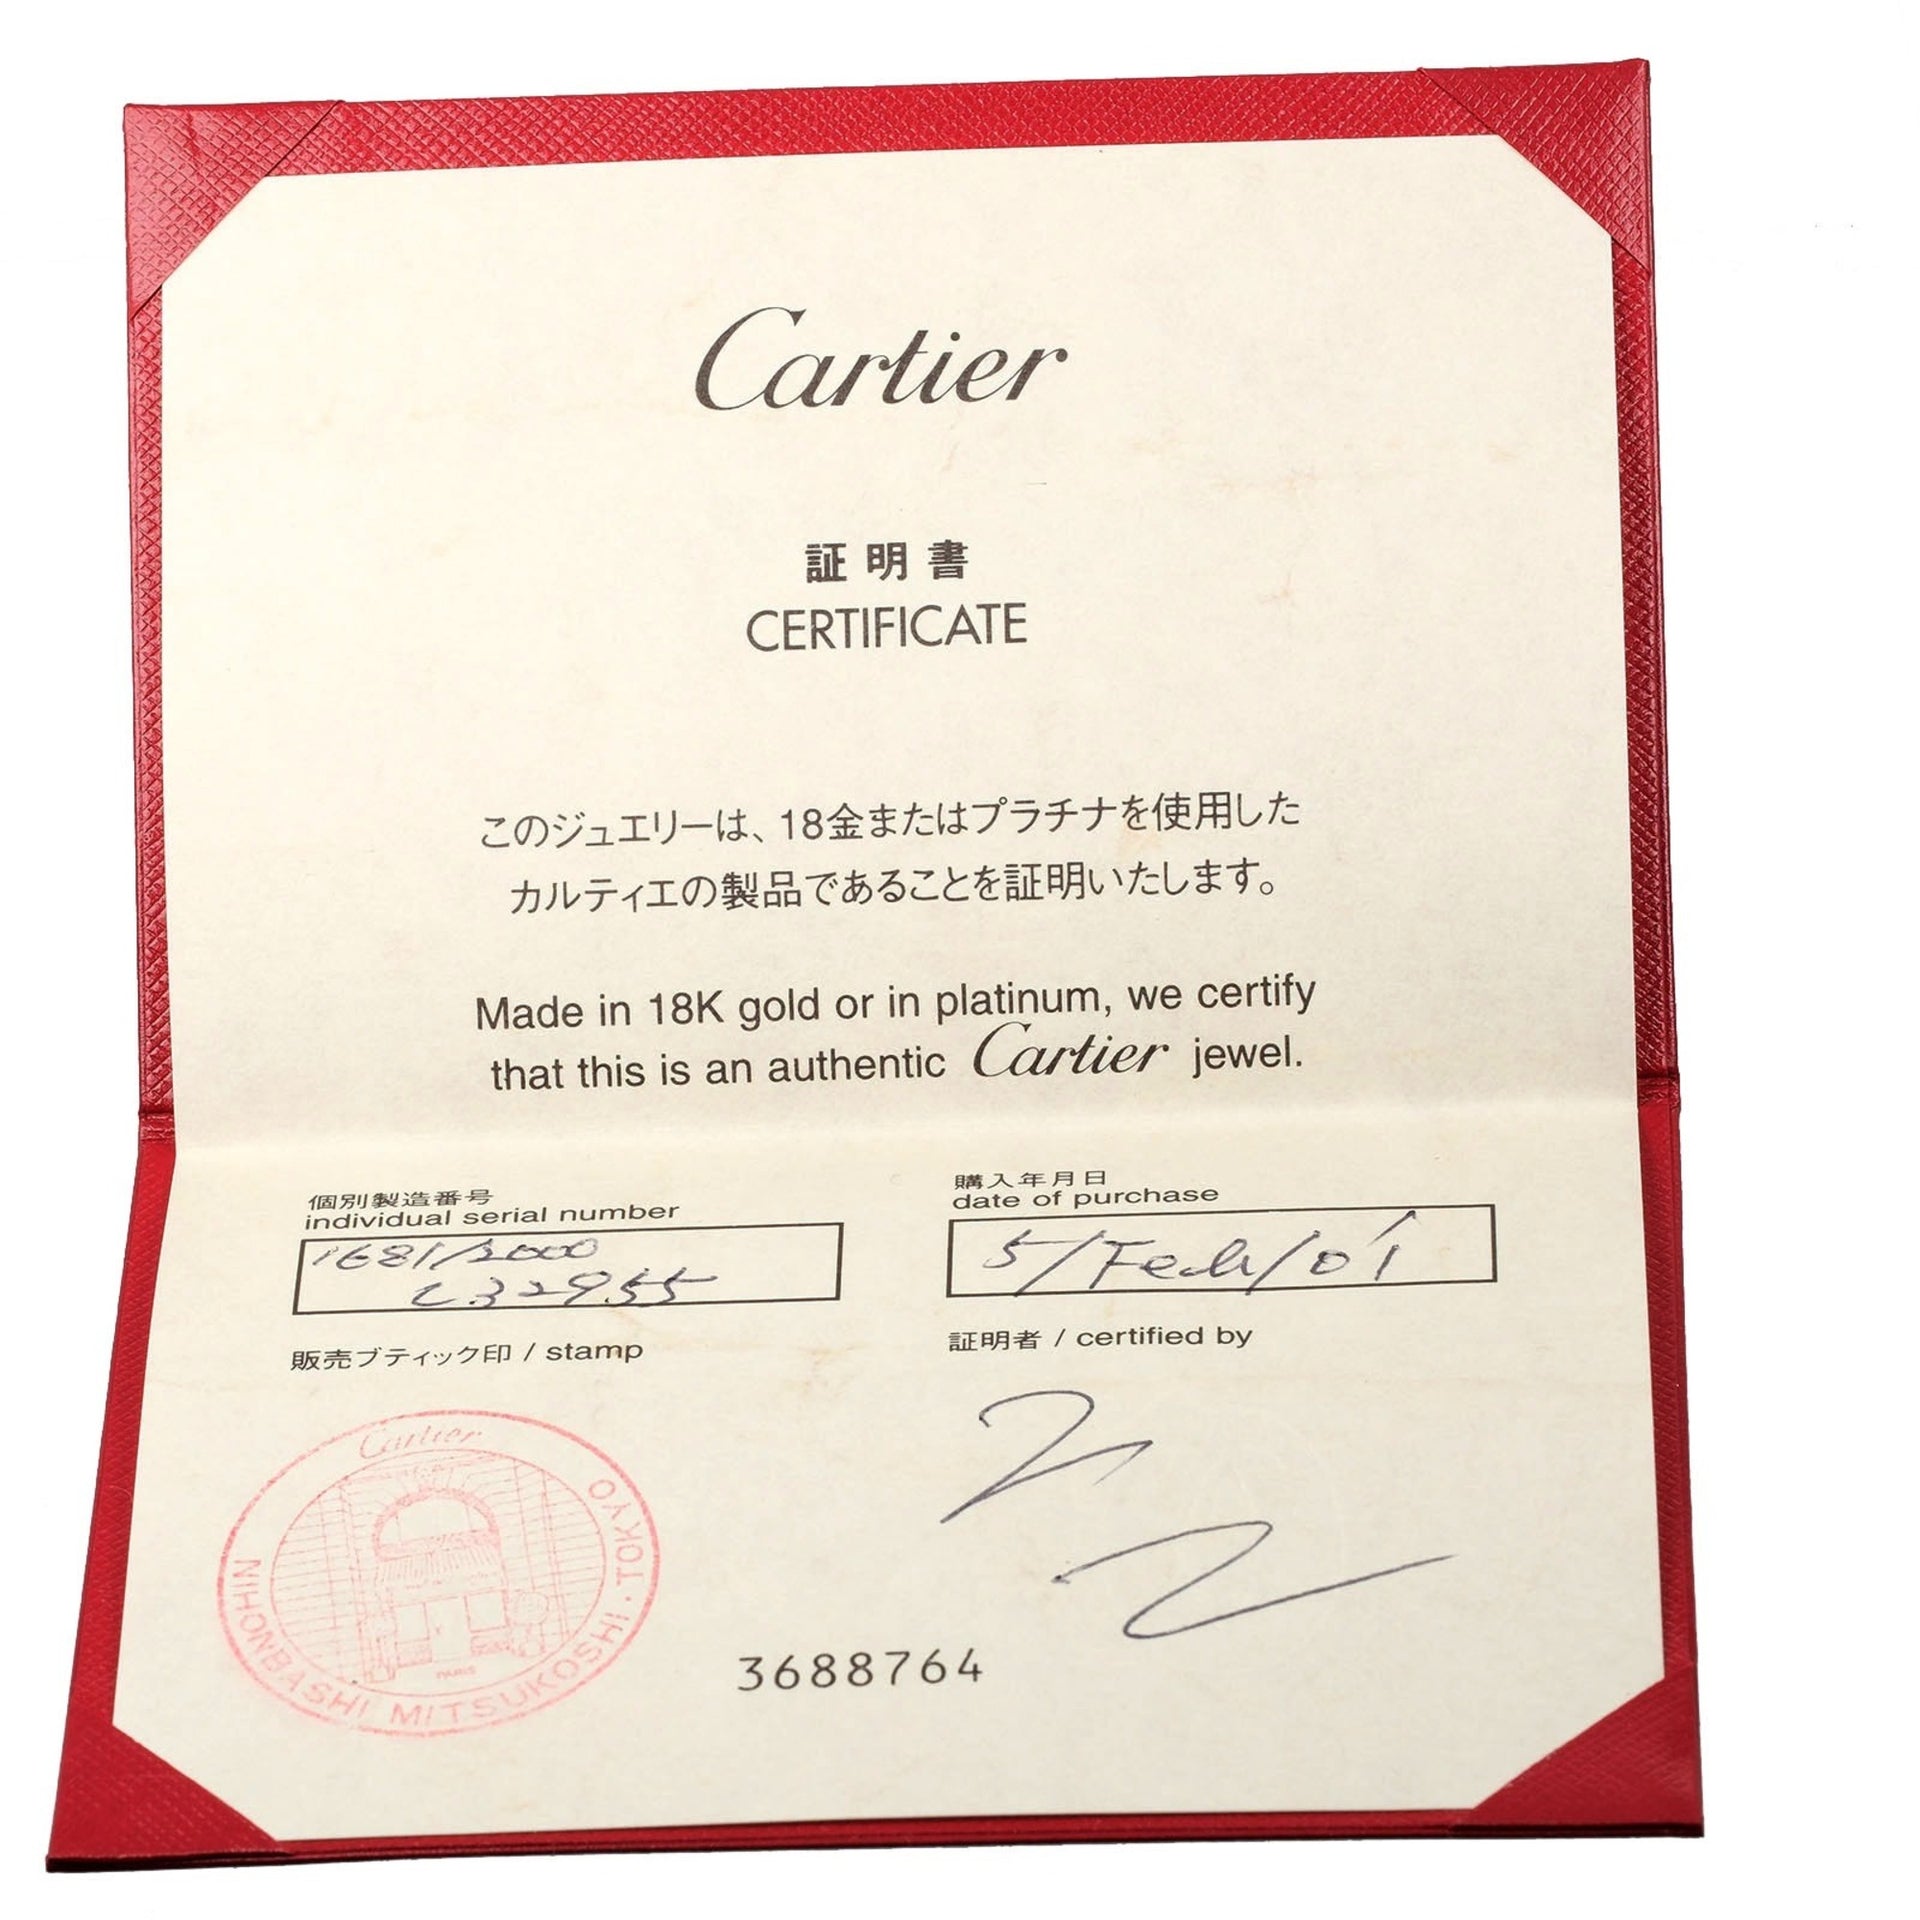 Cartier
証明書
CERTIFICATE
このジュエリーは、18金またはプラチナを使用した
カルティエの製品であることを証明いたします。
Made in 18K gold or in platinum, we certify
that this is an authentic Cartier jewel.
個別製造番号
individual serial number
1681/2000
C32955
購入年月日
date of purchase
5/Feb/01
販売ブティック印 / stamp
証明者 / certified by
Cartier
PARIS
NIHONBASHI MITSUKOSHI . TOKYO
3688764